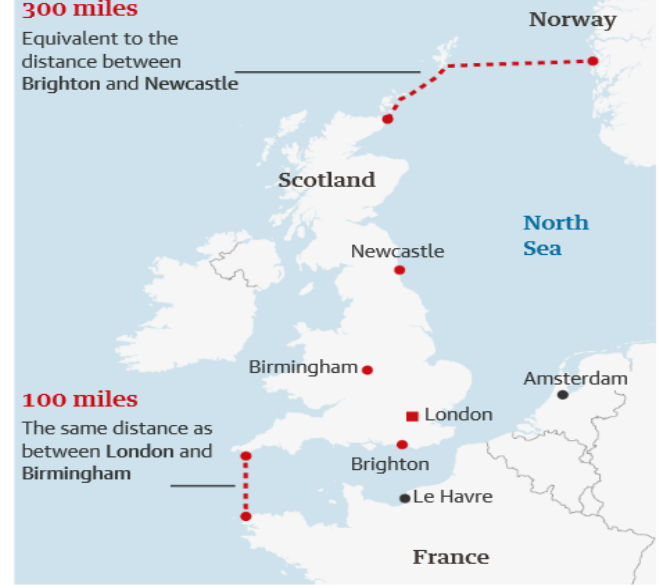 300 miles
Equivalent to the
distance between
Brighton and Newcastle
Norway
Scotland
North
Sea
Newcastle
Birmingham
Amsterdam
100 miles
The same distance as
between London and
Birmingham
London
Brighton
Le Havre
France